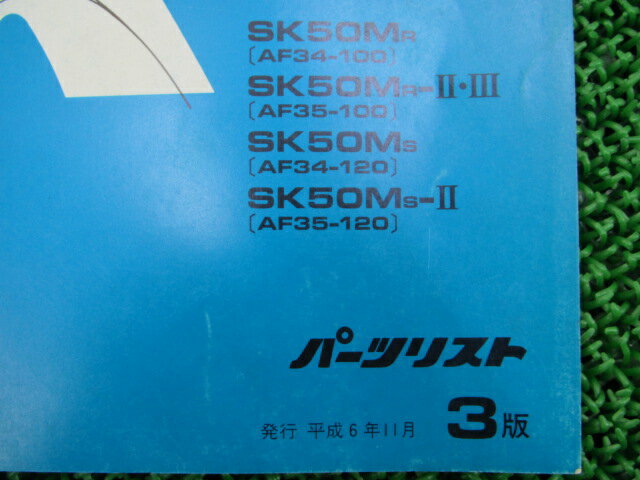 SK50MR
〔AF34-100〕
SK50MR-II・III
〔AF35-100〕
SK50MS
〔AF34-120〕
SK50MS-II
〔AF35-120〕
パーツリスト
発行 平成6年11月 3版